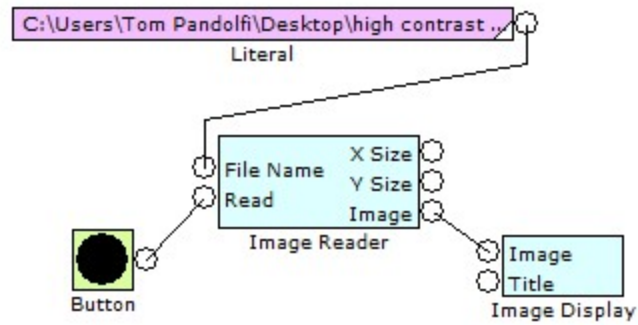 C:\Users\Tom Pandolfi\Desktop\high contrast ...
Literal
File Name
Read
X Size
Y Size
Image
Image Reader
Button
Image
Title
Image Display